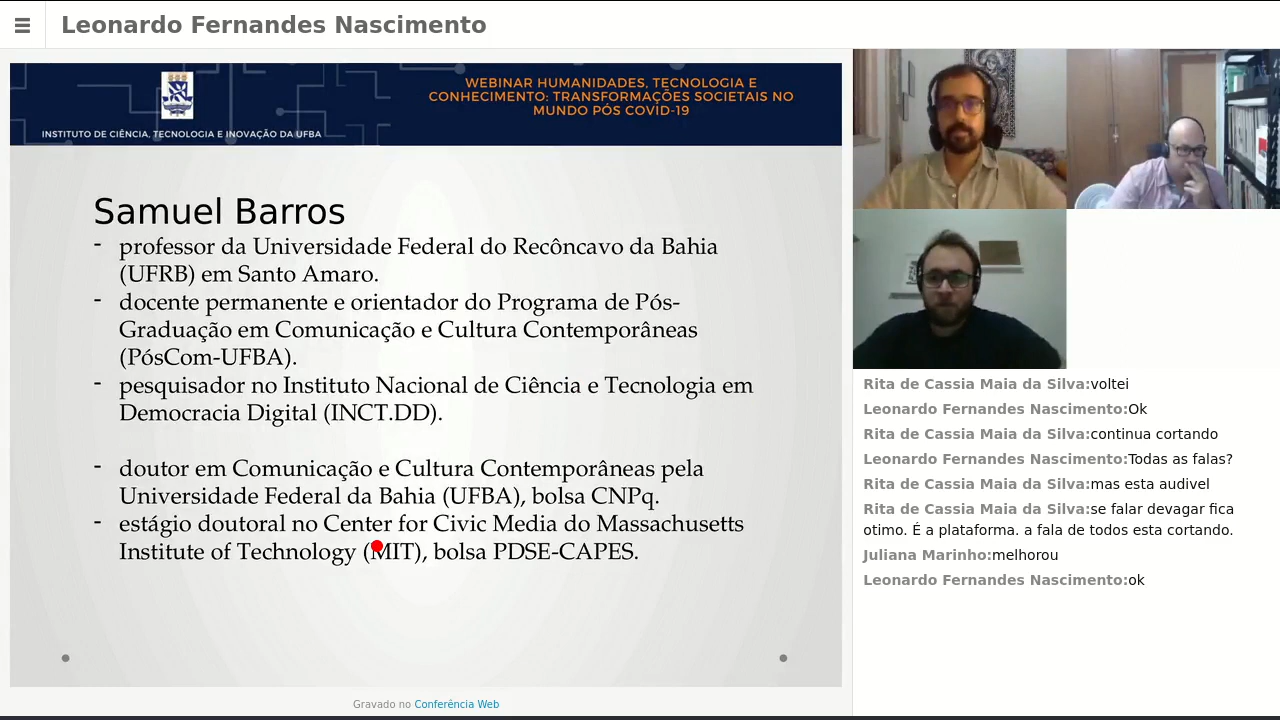 Leonardo Fernandes Nascimento
INSTITUTO DE CIÊNCIA, TECNOLOGIA E INOVAÇÃO DA UFBA
WEBINAR HUMANIDADES, TECNOLOGIA E
CONHECIMENTO: TRANSFORMAÇÕES SOCIETAIS NO
MUNDO PÓS COVID-19
Samuel Barros
- professor da Universidade Federal do Recôncavo da Bahia
(UFRB) em Santo Amaro.
- docente permanente e orientador do Programa de Pós-
Graduação em Comunicação e Cultura Contemporâneas
(PósCom-UFBA).
- pesquisador no Instituto Nacional de Ciência e Tecnologia em
Democracia Digital (INCT.DD).
- doutor em Comunicação e Cultura Contemporâneas pela
Universidade Federal da Bahia (UFBA), bolsa CNPq.
- estágio doutoral no Center for Civic Media do Massachusetts
Institute of Technology (MIT), bolsa PDSE-CAPES.
Gravado no Conferência Web
Rita de Cassia Maia da Silva:voltei
Leonardo Fernandes Nascimento:Ok
Rita de Cassia Maia da Silva:continua cortando
Leonardo Fernandes Nascimento:Todas as falas?
Rita de Cassia Maia da Silva:mas esta audivel
Rita de Cassia Maia da Silva:se falar devagar fica
otimo. É a plataforma. a fala de todos esta cortando.
Juliana Marinho:melhorou
Leonardo Fernandes Nascimento:ok